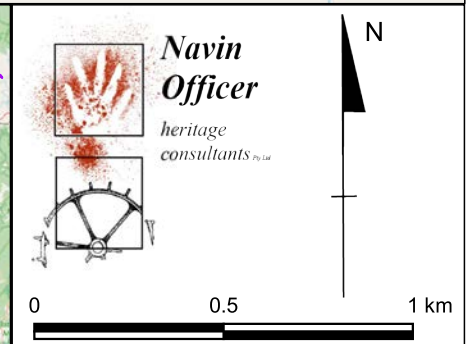 Navin
Officer
heritage
consultants Pty Ltd
N
0 0.5 1 km